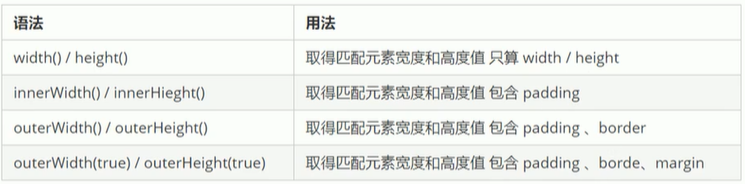 语法 用法
width() / height() 取得匹配元素宽度和高度值 只算 width / height
innerWidth() / innerHieght() 取得匹配元素宽度和高度值 包含 padding
outerWidth() / outerHeight() 取得匹配元素宽度和高度值 包含 padding 、border
outerWidth(true) / outerHeight(true) 取得匹配元素宽度和高度值 包含 padding 、borde、margin